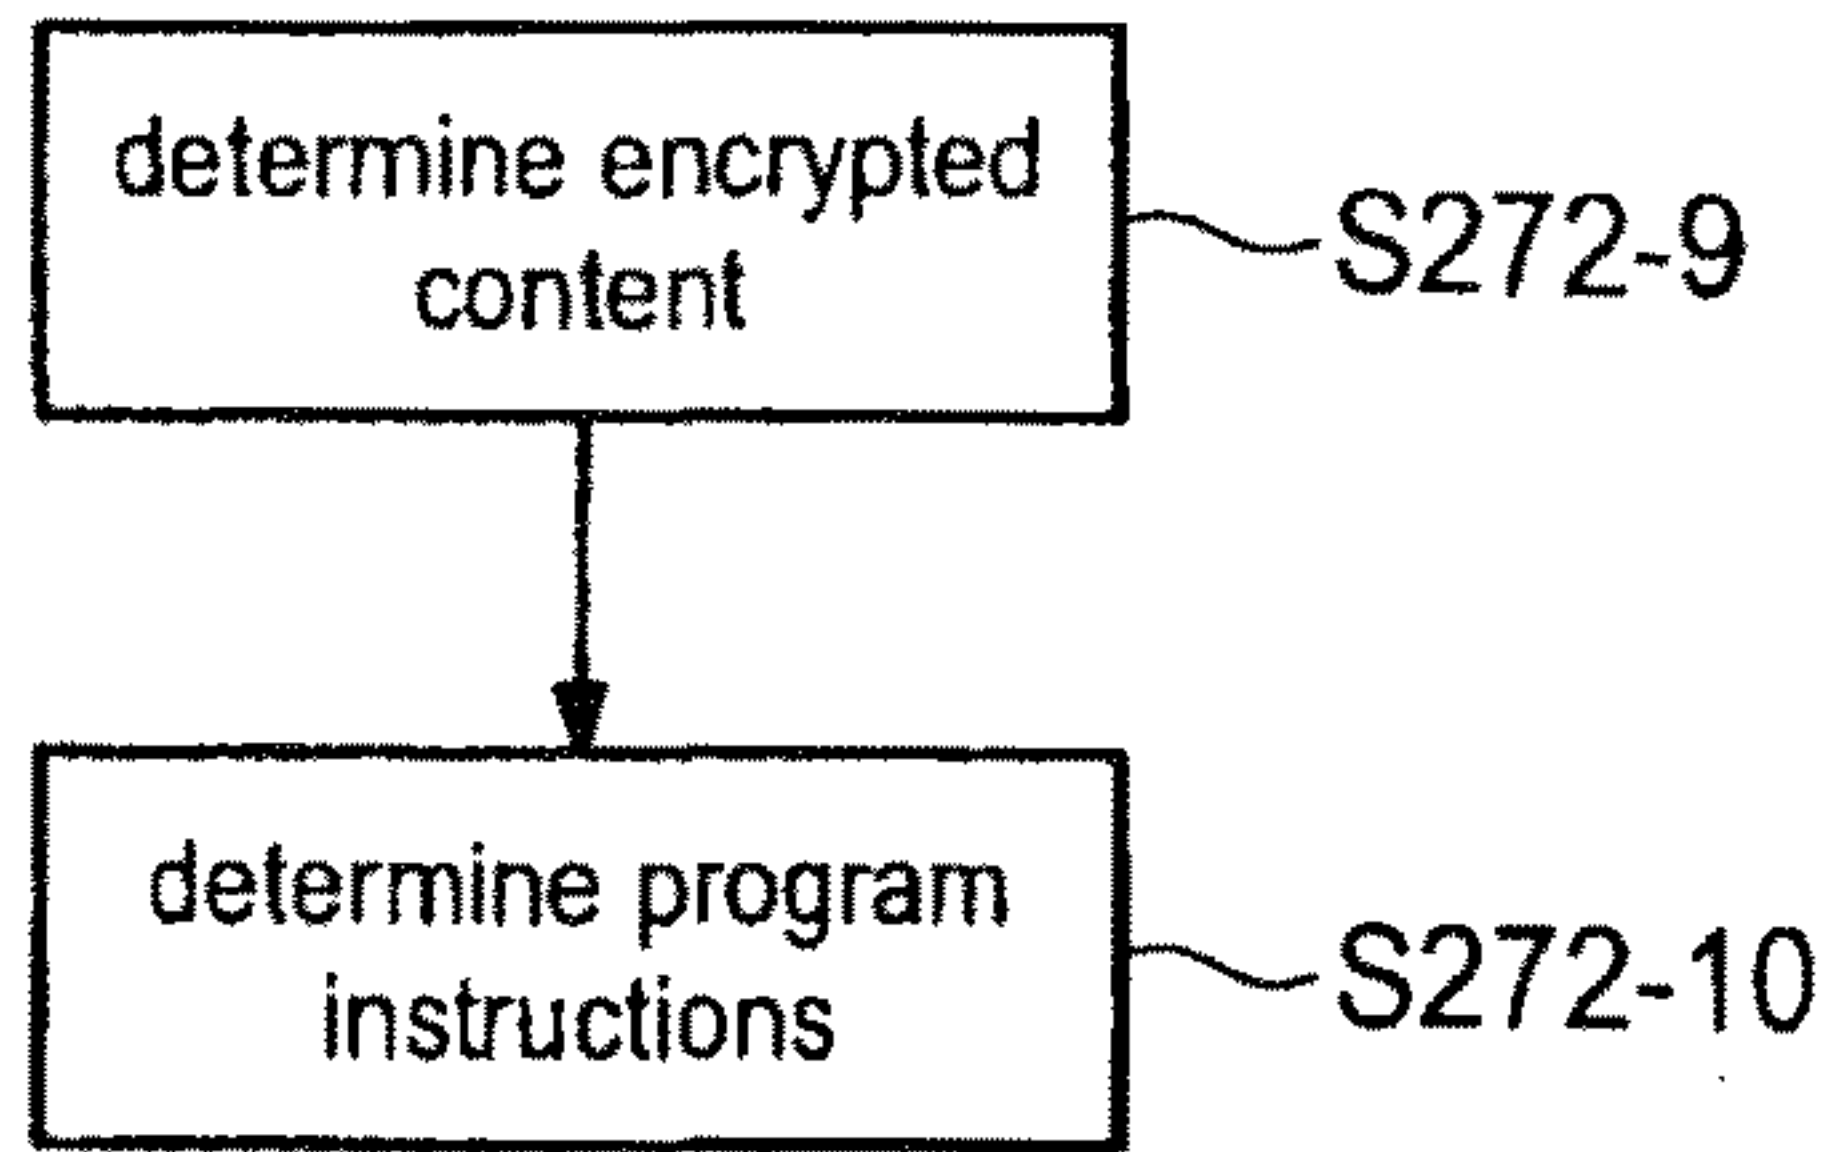 determine encrypted
content
S272-9
determine program
instructions
S272-10